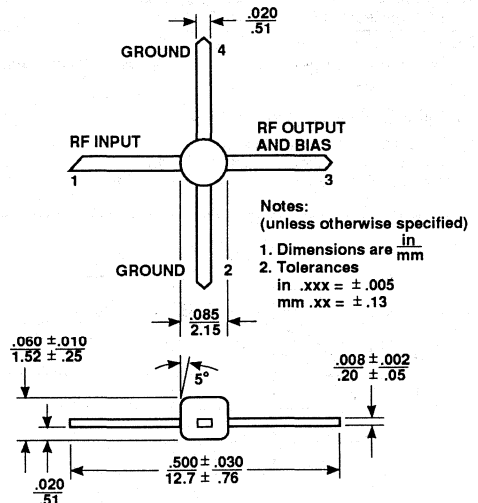 .020
.51
GROUND 4
RF INPUT
1
RF OUTPUT
AND BIAS
3
GROUND 2
Notes:
(unless otherwise specified)
1. Dimensions are in
mm
2. Tolerances
in .xxx = ± .005
mm .xx = ± .13
.085
2.15
.060 ± .010
1.52 ± .25
5°
.008 ± .002
.20 ± .05
.500 ± .030
12.7 ± .76
.020
.51